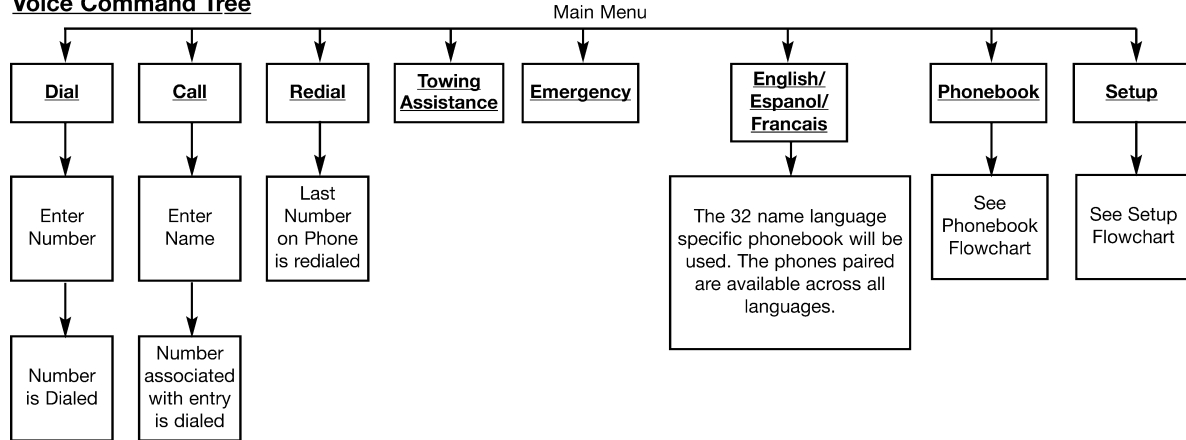 Voice Command Tree
Main Menu
Dial
Call
Redial
Towing
Assistance
Emergency
English/
Espanol/
Francais
Phonebook
Setup
Enter
Number
Enter
Name
Last
Number
on Phone
is redialed
The 32 name language
specific phonebook will be
used. The phones paired
are available across all
languages.
See
Phonebook
Flowchart
See Setup
Flowchart
Number
is Dialed
Number
associated
with entry
is dialed